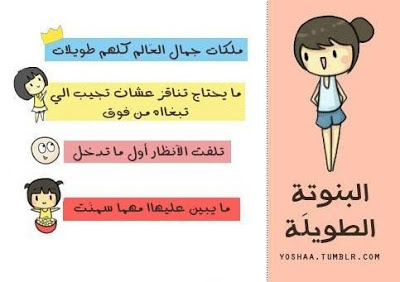 ملكات جمال العالم كلهم طويلات
ما يحتاج تناقز عشان تجيب الي
تبغااه من فوق
تلفت الأنظار أول ما تدخل
ما يبين عليهاا مهما سمنت
البنوتة
الطويلَة
YOSHAA.TUMBLR.COM